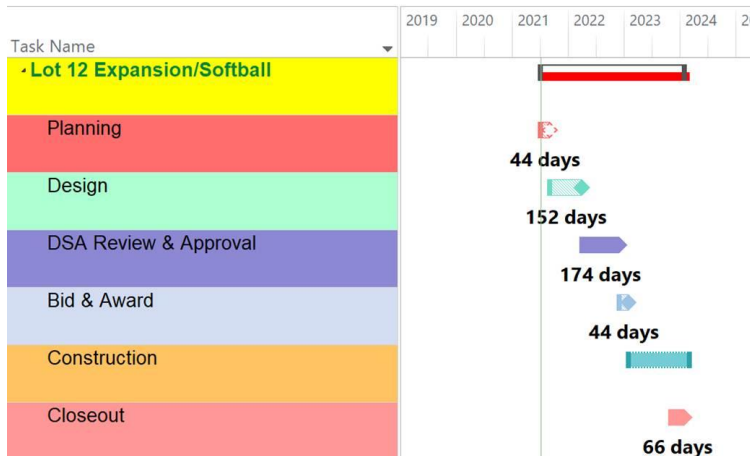 2019 2020 2021 2022 2023 2024
Task Name
Lot 12 Expansion/Softball
Planning
44 days
Design
152 days
DSA Review & Approval
174 days
Bid & Award
44 days
Construction
Closeout
66 days